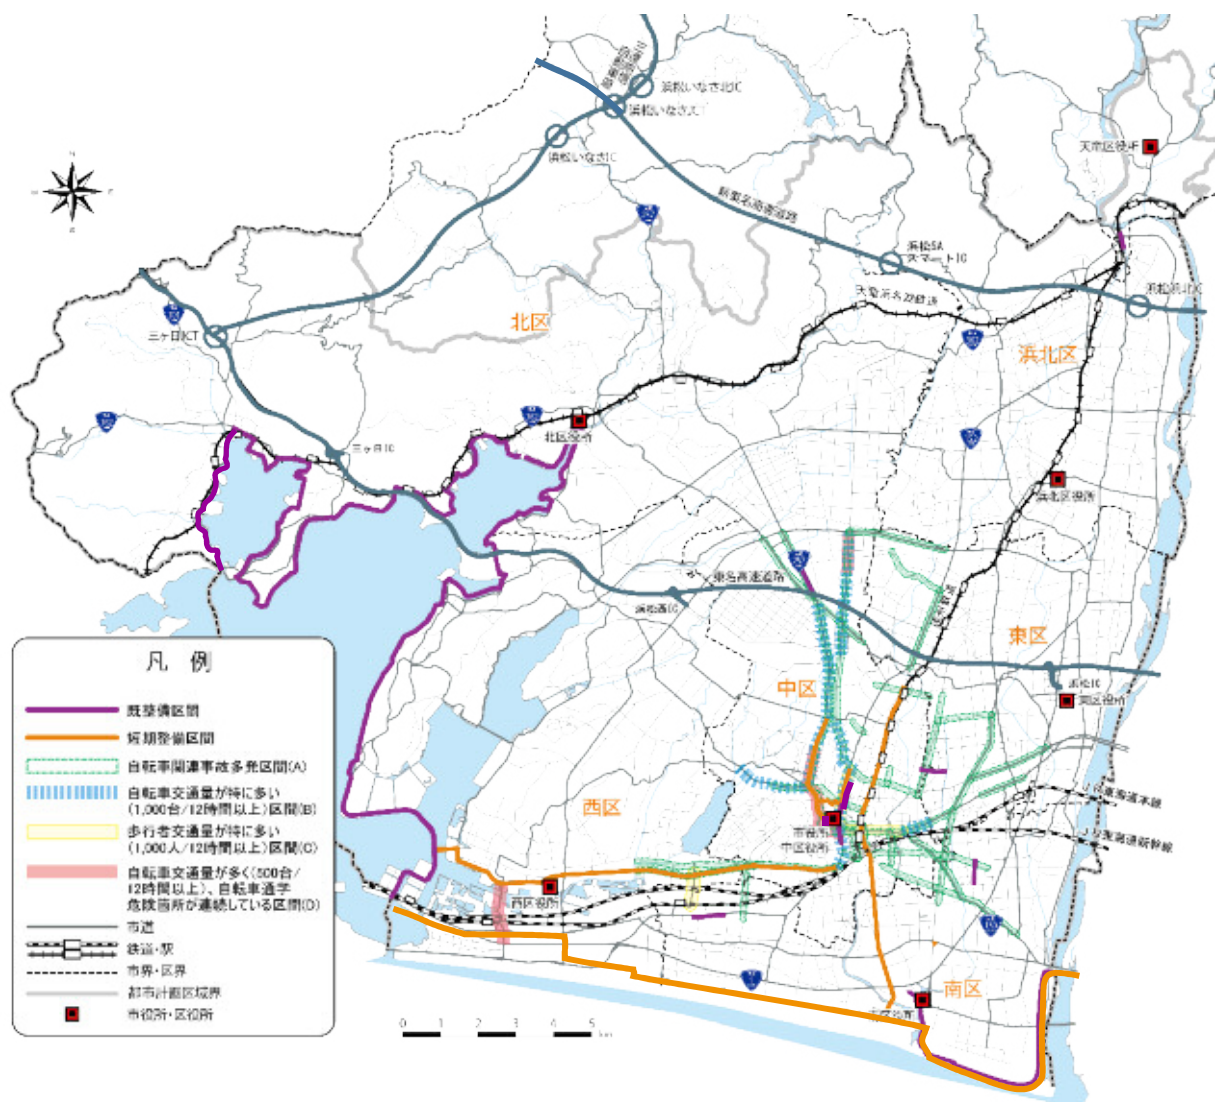 浜松いなさ北IC
浜松いなさJCT
浜松いなさIC
天竜区役所
新東名高速道路
浜松SA
スマートIC
浜松浜北IC
天竜浜名湖鉄道
三ヶ日JCT
北区
浜北区
北区役所
三ヶ日IC
浜北区役所
東名高速道路
浜松西IC
東区
浜松IC
東区役所
中区
西区
市役所
中区役所
JR東海道本線
JR東海道新幹線
西区役所
南区
南区役所
凡 例
既整備区間
短期整備区間
自転車関連事故多発区間(A)
自転車交通量が特に多い
(1,000台/12時間以上)区間(B)
歩行者交通量が特に多い
(1,000人/12時間以上)区間(C)
自転車交通量が多く(500台/
12時間以上)、自転車通学
危険箇所が連続している区間(D)
市道
鉄道・駅
市界・区界
都市計画区域界
市役所・区役所
0 1 2 3 4 5
km